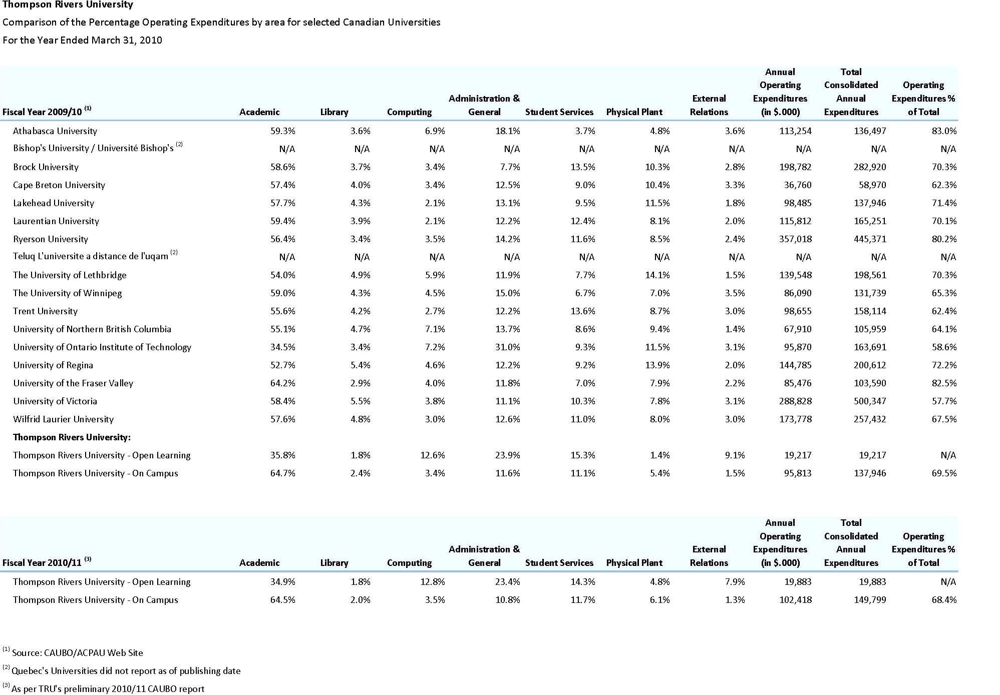 Thompson Rivers University
Comparison of the Percentage Operating Expenditures by area for selected Canadian Universities
For the Year Ended March 31, 2010
Annual Total
Operating Consolidated Operating
Administration & External Expenditures Annual Expenditures %
Fiscal Year 2009/10 (1) Academic Library Computing General Student Services Physical Plant Relations (in $.000) Expenditures of Total
Athabasca University 59.3% 3.6% 6.9% 18.1% 3.7% 4.8% 3.6% 113,254 136,497 83.0%
Bishop's University / Université Bishop's (2) N/A N/A N/A N/A N/A N/A N/A N/A N/A N/A
Brock University 58.6% 3.7% 3.4% 7.7% 13.5% 10.3% 2.8% 198,782 282,920 70.3%
Cape Breton University 57.4% 4.0% 3.4% 12.5% 9.0% 10.4% 3.3% 36,760 58,970 62.3%
Lakehead University 57.7% 4.3% 2.1% 13.1% 9.5% 11.5% 1.8% 98,485 137,946 71.4%
Laurentian University 59.4% 3.9% 2.1% 12.2% 12.4% 8.1% 2.0% 115,812 165,251 70.1%
Ryerson University 56.4% 3.4% 3.5% 14.2% 11.6% 8.5% 2.4% 357,018 445,371 80.2%
Teluq L'universite a distance de l'uqam (2) N/A N/A N/A N/A N/A N/A N/A N/A N/A N/A
The University of Lethbridge 54.0% 4.9% 5.9% 11.9% 7.7% 14.1% 1.5% 139,548 198,561 70.3%
The University of Winnipeg 59.0% 4.3% 4.5% 15.0% 6.7% 7.0% 3.5% 86,090 131,739 65.3%
Trent University 55.6% 4.2% 2.7% 12.2% 13.6% 8.7% 3.0% 98,655 158,114 62.4%
University of Northern British Columbia 55.1% 4.7% 7.1% 13.7% 8.6% 9.4% 1.4% 67,910 105,959 64.1%
University of Ontario Institute of Technology 34.5% 3.4% 7.2% 31.0% 9.3% 11.5% 3.1% 95,870 163,691 58.6%
University of Regina 52.7% 5.4% 4.6% 12.2% 9.2% 13.9% 2.0% 144,785 200,612 72.2%
University of the Fraser Valley 64.2% 2.9% 4.0% 11.8% 7.0% 7.9% 2.2% 85,476 103,590 82.5%
University of Victoria 58.4% 5.5% 3.8% 11.1% 10.3% 7.8% 3.1% 288,828 500,347 57.7%
Wilfrid Laurier University 57.6% 4.8% 3.0% 12.6% 11.0% 8.0% 3.0% 173,778 257,432 67.5%
Thompson Rivers University:
Thompson Rivers University - Open Learning 35.8% 1.8% 12.6% 23.9% 15.3% 1.4% 9.1% 19,217 19,217 N/A
Thompson Rivers University - On Campus 64.7% 2.4% 3.4% 11.6% 11.1% 5.4% 1.5% 95,813 137,946 69.5%
Annual Total
Operating Consolidated Operating
Administration & External Expenditures Annual Expenditures %
Fiscal Year 2010/11 (3) Academic Library Computing General Student Services Physical Plant Relations (in $.000) Expenditures of Total
Thompson Rivers University - Open Learning 34.9% 1.8% 12.8% 23.4% 14.3% 4.8% 7.9% 19,883 19,883 N/A
Thompson Rivers University - On Campus 64.5% 2.0% 3.5% 10.8% 11.7% 6.1% 1.3% 102,418 149,799 68.4%
(1) Source: CAUBO/ACPAU Web Site
(2) Quebec's Universities did not report as of publishing date
(3) As per TRU's preliminary 2010/11 CAUBO report